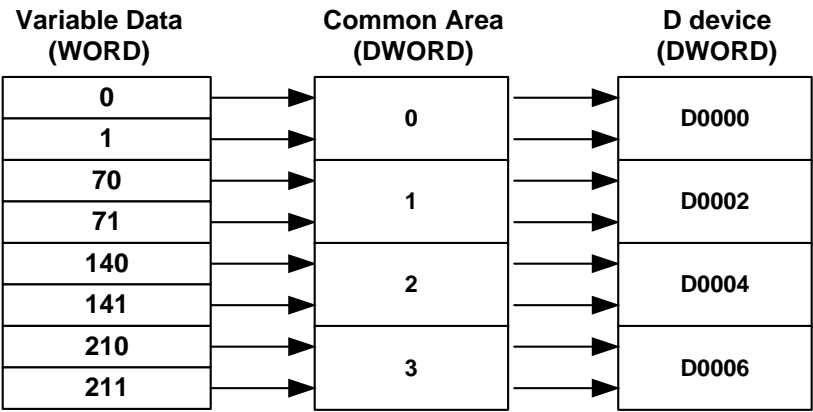 Variable Data
(WORD)
Common Area
(DWORD)
D device
(DWORD)
0
1
70
71
140
141
210
211
0
1
2
3
D0000
D0002
D0004
D0006